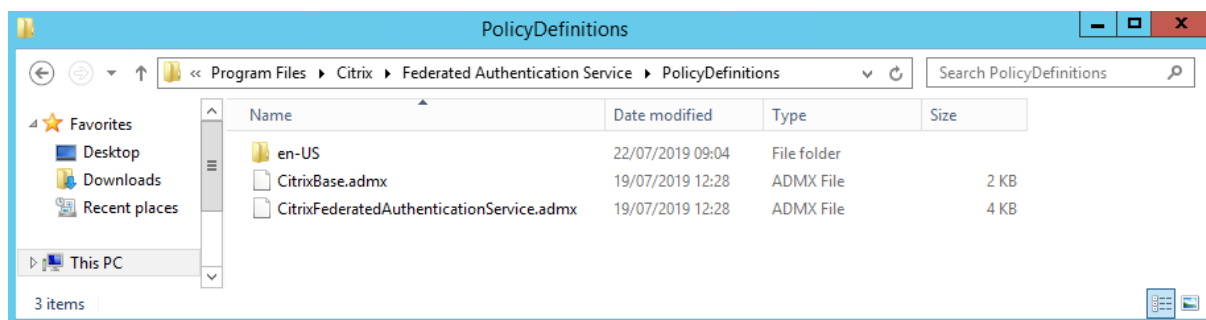 PolicyDefinitions
« Program Files Citrix Federated Authentication Service PolicyDefinitions Search PolicyDefinitions
Favorites
Desktop
Downloads
Recent places
This PC
Name Date modified Type Size
en-US 22/07/2019 09:04 File folder
CitrixBase.admx 19/07/2019 12:28 ADMX File 2 KB
CitrixFederatedAuthenticationService.admx 19/07/2019 12:28 ADMX File 4 KB
3 items